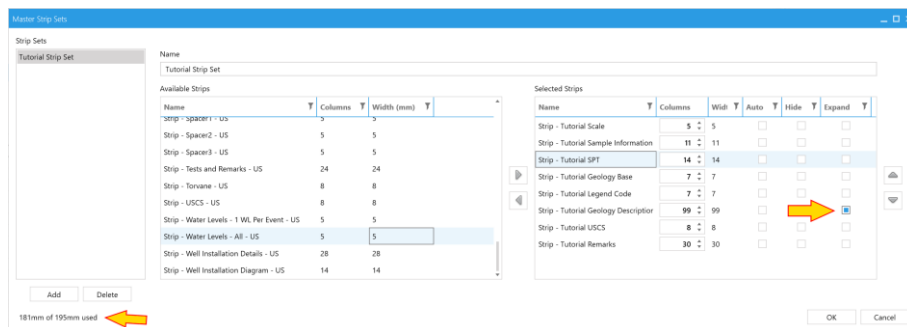 Master Strip Sets
Strip Sets
Tutorial Strip Set
Name
Tutorial Strip Set
Available Strips
Name Columns Width (mm)
Strip - Spacer1 - US 5 5
Strip - Spacer2 - US 5 5
Strip - Spacer3 - US 5 5
Strip - Tests and Remarks - US 24 24
Strip - Torvane - US 8 8
Strip - USCS - US 8 8
Strip - Water Levels - 1 WL Per Event - US 5 5
Strip - Water Levels - All - US 5 5
Strip - Well Installation Details - US 28 28
Strip - Well Installation Diagram - US 14 14
Selected Strips
Name Columns Widt Auto Hide Expand
Strip - Tutorial Scale 5 5
Strip - Tutorial Sample Information 11 11
Strip - Tutorial SPT 14 14
Strip - Tutorial Geology Base 7 7
Strip - Tutorial Legend Code 7 7
Strip - Tutorial Geology Description 99 99
Strip - Tutorial USCS 8 8
Strip - Tutorial Remarks 30 30
Add Delete
181mm of 195mm used
OK Cancel